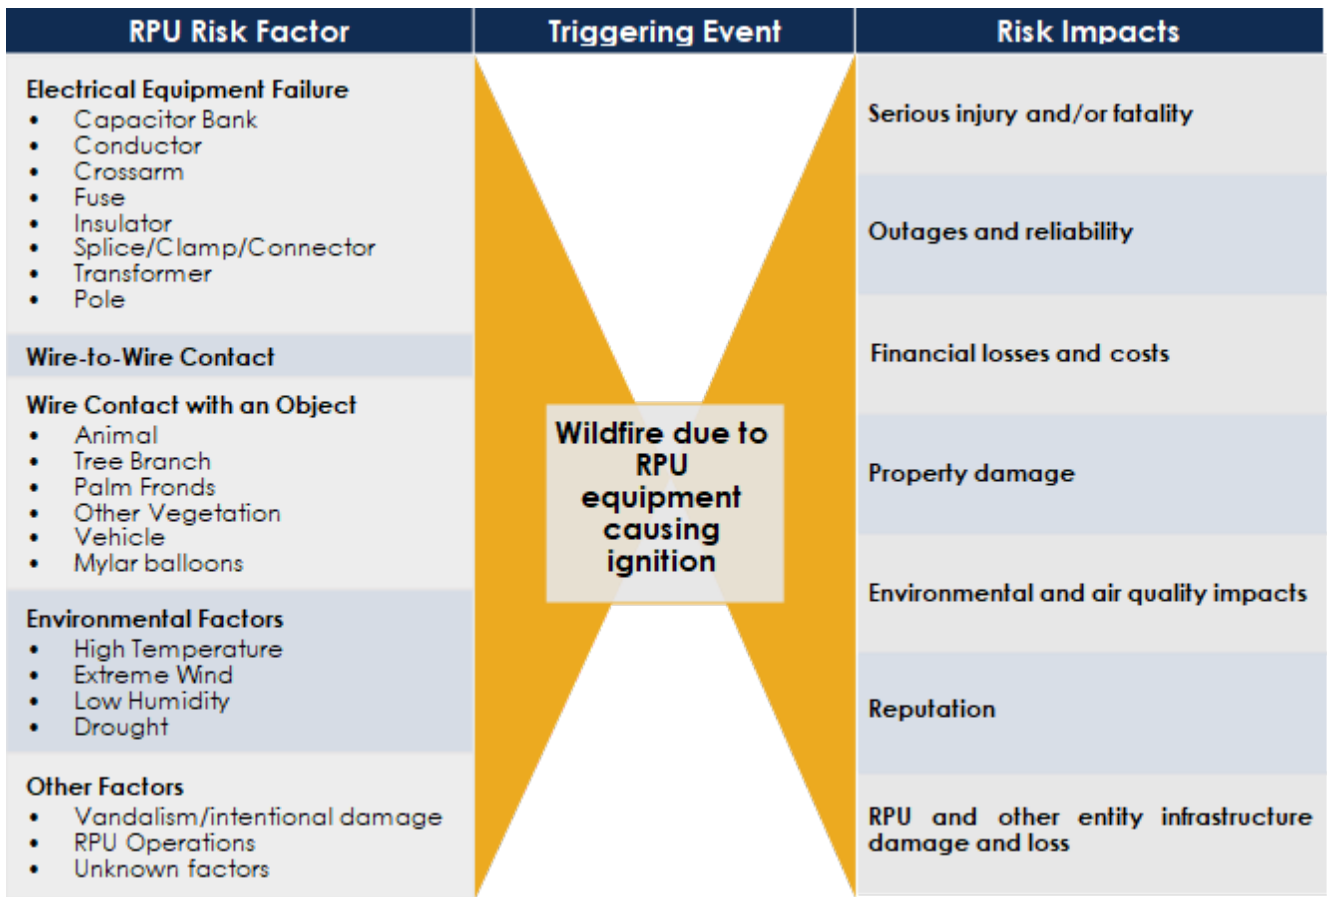 RPU Risk Factor
Triggering Event
Risk Impacts
Electrical Equipment Failure
• Capacitor Bank
• Conductor
• Crossarm
• Fuse
• Insulator
• Splice/Clamp/Connector
• Transformer
• Pole
Wire-to-Wire Contact
Wire Contact with an Object
• Animal
• Tree Branch
• Palm Fronds
• Other Vegetation
• Vehicle
• Mylar balloons
Environmental Factors
• High Temperature
• Extreme Wind
• Low Humidity
• Drought
Other Factors
• Vandalism/intentional damage
• RPU Operations
• Unknown factors
Wildfire due to
RPU
equipment
causing
ignition
Serious injury and/or fatality
Outages and reliability
Financial losses and costs
Property damage
Environmental and air quality impacts
Reputation
RPU and other entity infrastructure
damage and loss